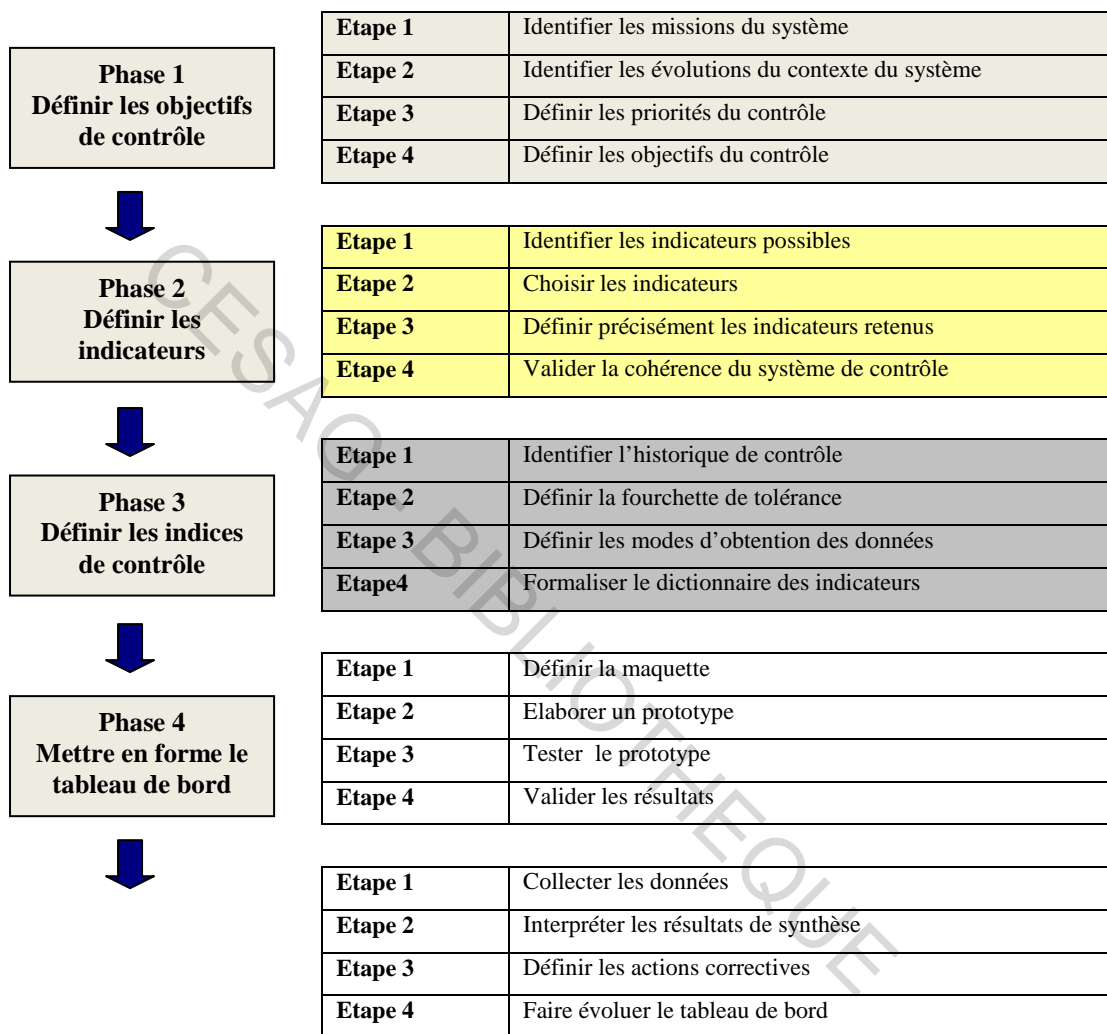 Phase 1
Définir les objectifs
de contrôle
Etape 1 Identifier les missions du système
Etape 2 Identifier les évolutions du contexte du système
Etape 3 Définir les priorités du contrôle
Etape 4 Définir les objectifs du contrôle
Phase 2
Définir les
indicateurs
Etape 1 Identifier les indicateurs possibles
Etape 2 Choisir les indicateurs
Etape 3 Définir précisément les indicateurs retenus
Etape 4 Valider la cohérence du système de contrôle
Phase 3
Définir les indices
de contrôle
Etape 1 Identifier l’historique de contrôle
Etape 2 Définir la fourchette de tolérance
Etape 3 Définir les modes d’obtention des données
Etape4 Formaliser le dictionnaire des indicateurs
Phase 4
Mettre en forme le
tableau de bord
Etape 1 Définir la maquette
Etape 2 Elaborer un prototype
Etape 3 Tester le prototype
Etape 4 Valider les résultats
Etape 1 Collecter les données
Etape 2 Interpréter les résultats de synthèse
Etape 3 Définir les actions correctives
Etape 4 Faire évoluer le tableau de bord
CESAG - BIBLIOTHEQUE